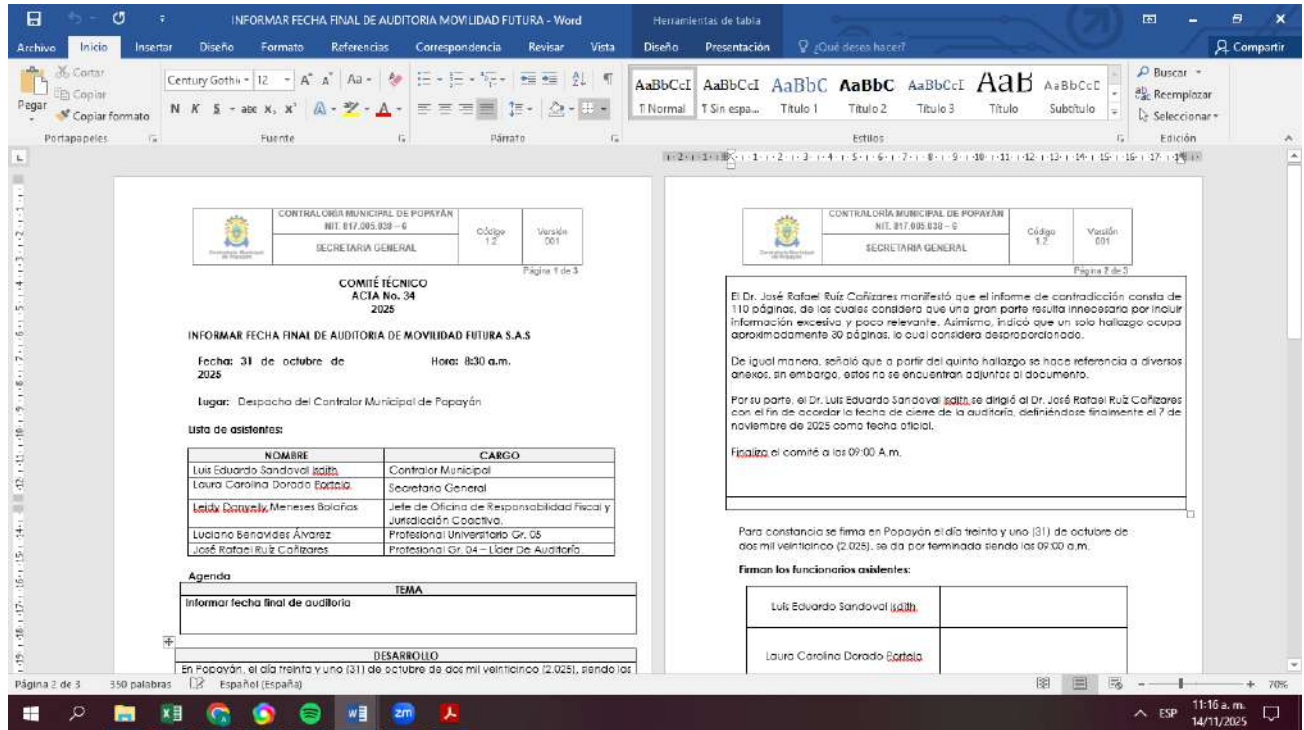 INFORMAR FECHA FINAL DE AUDITORIA MOVILIDAD FUTURA - Word
Herramientas de tabla
Archivo Inicio Insertar Diseño Formato Referencias Correspondencia Revisar Vista Diseño Presentación ¿Qué desea hacer? Compartir
Pegar
Cortar
Copiar
Copiar formato
Portapapeles
Century Gothi 12
N K S abc x, x²
Fuente
Párrafo
AaBbCcI AaBbCcI AaBbC AaBbC AaBbCcI AaB AaBbCcD
¶ Normal ¶ Sin espa... Título 1 Título 2 Título 3 Título Subtítulo
Estilos
Buscar
Reemplazar
Seleccionar
Edición
CONTRALORÍA MUNICIPAL DE POPAYÁN
NIT. 817.005.838 – 6
SECRETARIA GENERAL
Código
1.2
Versión
001
Página 1 de 3
COMITÉ TÉCNICO
ACTA No. 34
2025
INFORMAR FECHA FINAL DE AUDITORIA DE MOVILIDAD FUTURA S.A.S
Fecha: 31 de octubre de 2025
Hora: 8:30 a.m.
Lugar: Despacho del Contralor Municipal de Popayán
Lista de asistentes:
NOMBRE CARGO
Luis Eduardo Sandoval Isdith Contralor Municipal
Laura Carolina Dorado Portela Secretaria General
Leidy Danyelly Meneses Bolaños Jefe de Oficina de Responsabilidad Fiscal y
Jurisdicción Coactiva.
Luciano Benavides Álvarez Profesional Universitario Gr. 05
José Rafael Ruíz Cañizares Profesional Gr. 04 – Líder De Auditoría
Agenda
TEMA
Informar fecha final de auditoria
DESARROLLO
En Popayán, el día treinta y uno (31) de octubre de dos mil veinticinco (2.025), siendo las
CONTRALORÍA MUNICIPAL DE POPAYÁN
NIT. 817.005.838 – 6
SECRETARIA GENERAL
Código
1.2
Versión
001
Página 2 de 3
El Dr. José Rafael Ruíz Cañizares manifestó que el informe de contradicción consta de
110 páginas, de las cuales considera que una gran parte resulta innecesaria por incluir
información excesiva y poco relevante. Asimismo, indicó que un solo hallazgo ocupa
aproximadamente 30 páginas, lo cual considera desproporcionado.
De igual manera, señaló que a partir del quinto hallazgo se hace referencia a diversos
anexos, sin embargo, estos no se encuentran adjuntos al documento.
Por su parte, el Dr. Luis Eduardo Sandoval Isdith se dirigió al Dr. José Rafael Ruíz Cañizares
con el fin de acordar la fecha de cierre de la auditoría, definiéndose finalmente el 7 de
noviembre de 2025 como fecha oficial.
Finaliza el comité a las 09:00 A.m.
Para constancia se firma en Popayán el día treinta y uno (31) de octubre de
dos mil veinticinco (2.025), se da por terminada siendo las 09:00 a.m.
Firman los funcionarios asistentes:
Luis Eduardo Sandoval Isdith
Laura Carolina Dorado Portela
Página 2 de 3 350 palabras Español (España) 70%
ESP
11:16 a. m.
14/11/2025